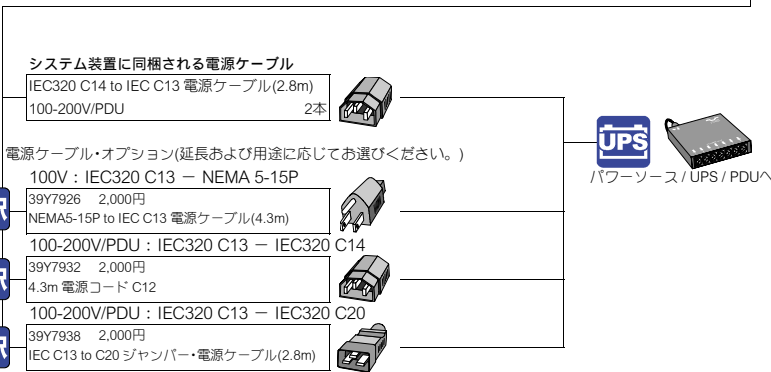 システム装置に同梱される電源ケーブル
IEC320 C14 to IEC C13 電源ケーブル(2.8m)
100-200V/PDU 2本
UPS
パワーソース / UPS / PDUへ
電源ケーブル・オプション(延長および用途に応じてお選びください。)
100V：IEC320 C13 － NEMA 5-15P
39Y7926 2,000円
NEMA5-15P to IEC C13 電源ケーブル(4.3m)
100-200V/PDU：IEC320 C13 － IEC320 C14
39Y7932 2,000円
4.3m 電源コード C12
100-200V/PDU：IEC320 C13 － IEC320 C20
39Y7938 2,000円
IEC C13 to C20 ジャンパー・電源ケーブル(2.8m)